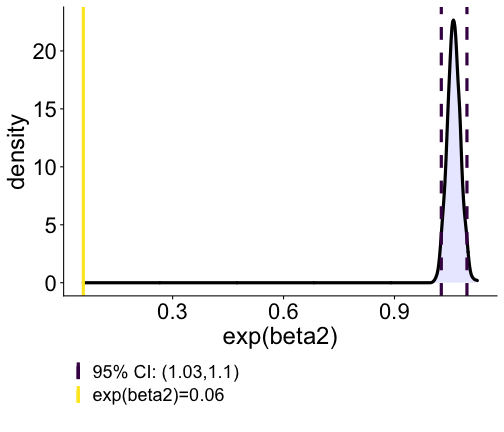 20
15
10
5
0
density
0.3 0.6 0.9
exp(beta2)
95% CI: (1.03,1.1)
exp(beta2)=0.06